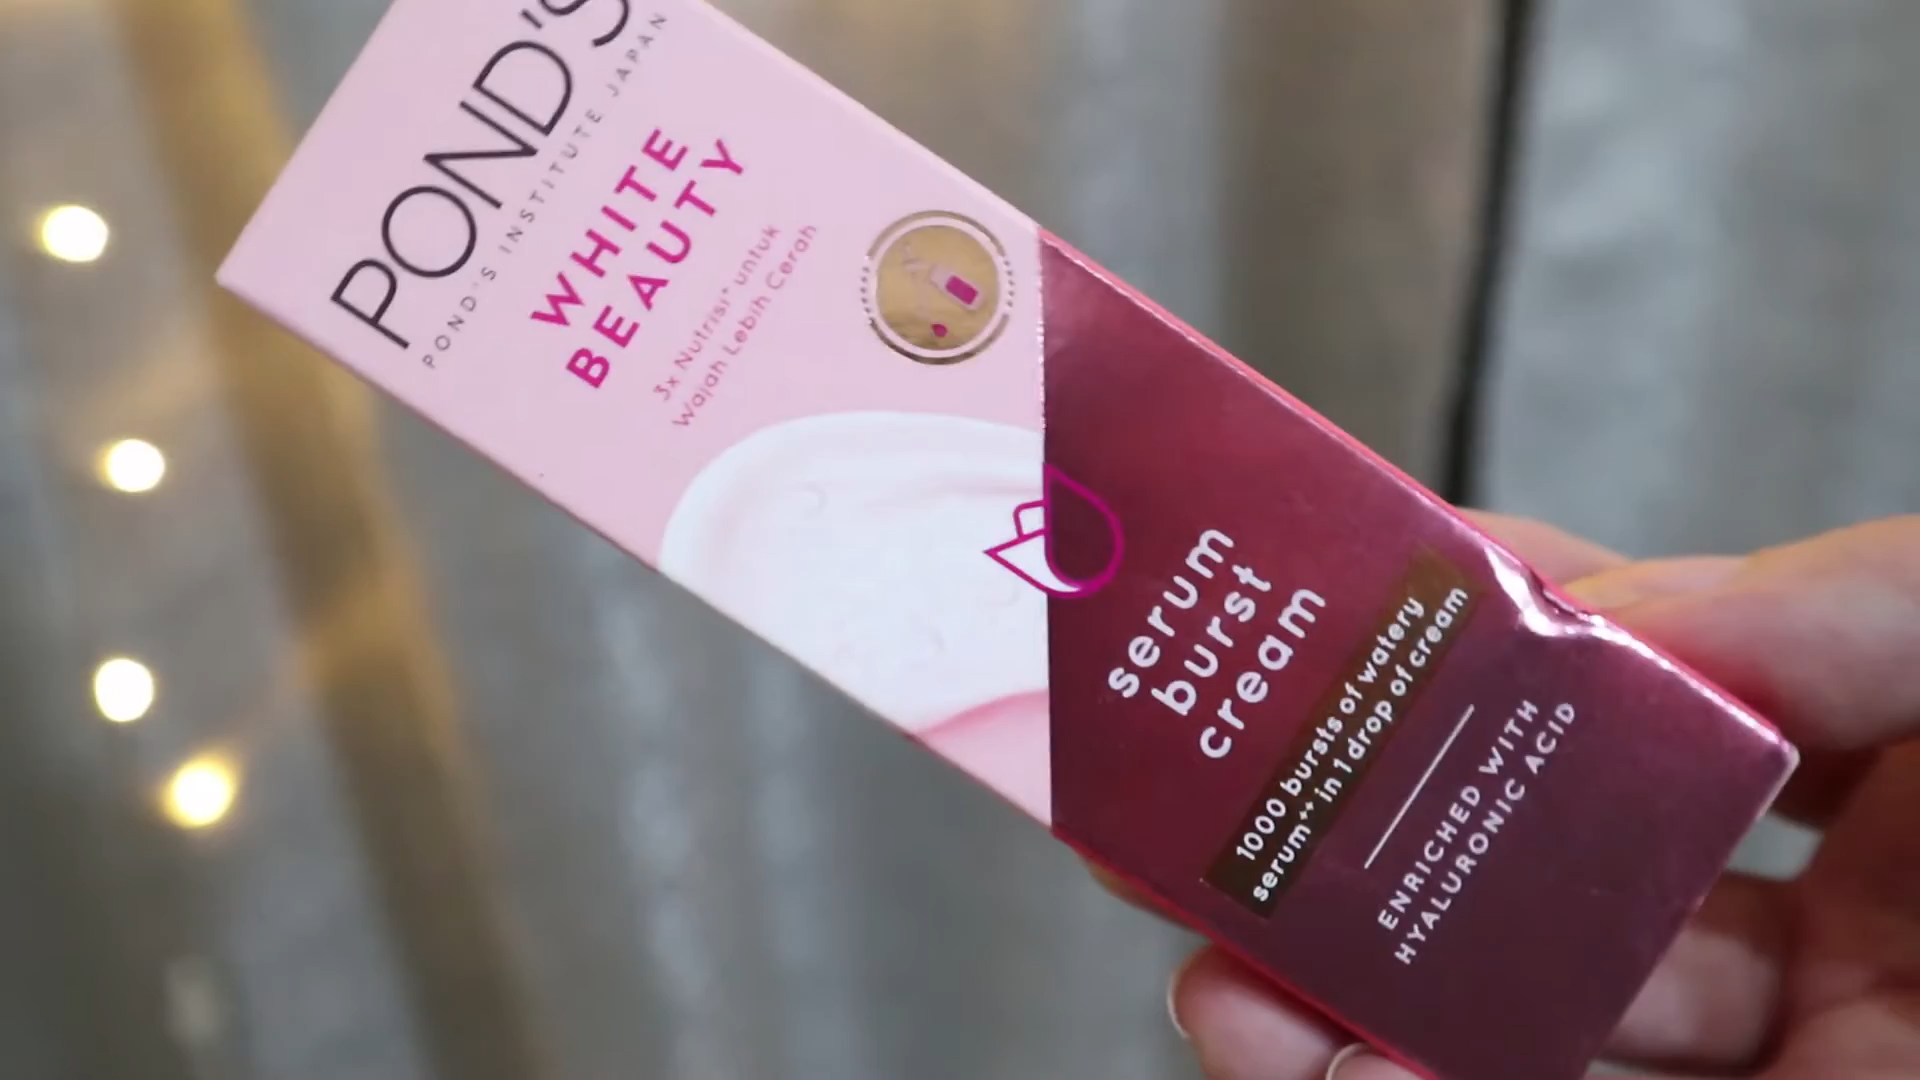 POND'S
POND'S INSTITUTE JAPAN
WHITE
BEAUTY
3x Nutrisi* untuk
Wajah Lebih Cerah
serum
burst
cream
1000 bursts of watery
serum++ in 1 drop of cream
ENRICHED WITH
HYALURONIC ACID